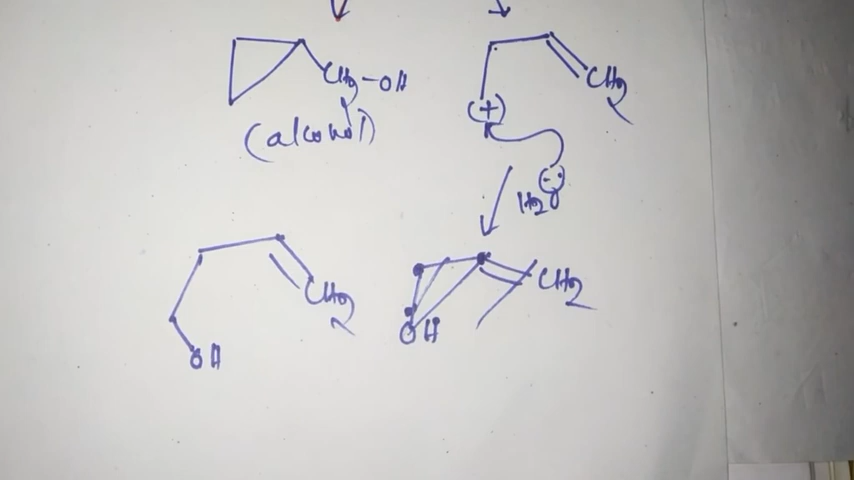 CH2-OH
CH2
(alcohol)
(+)
H2O
CH2
CH2
OH
OH